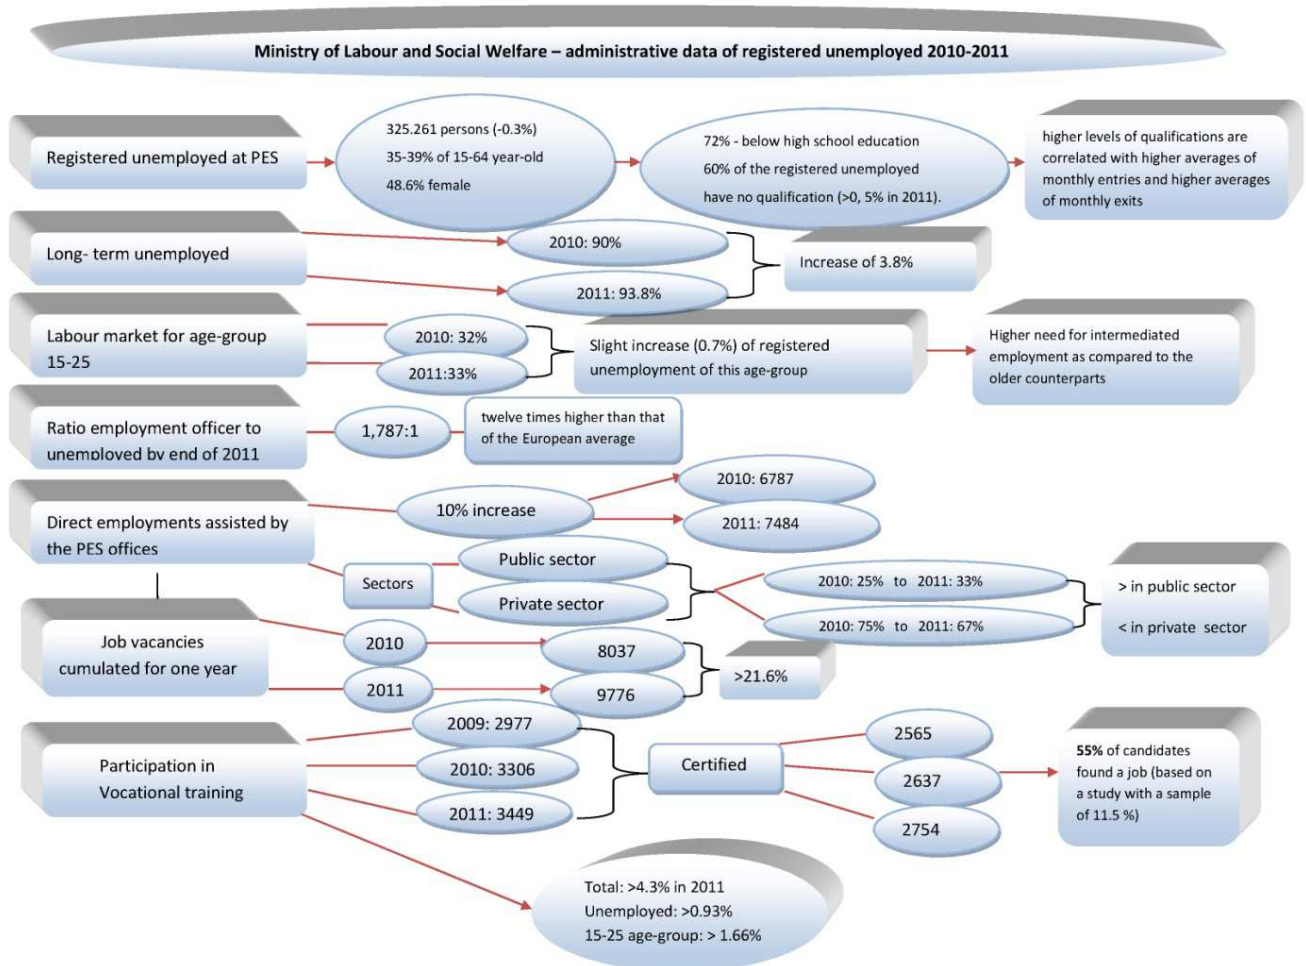 Ministry of Labour and Social Welfare – administrative data of registered unemployed 2010-2011
Registered unemployed at PES
325.261 persons (-0.3%)
35-39% of 15-64 year-old
48.6% female
72% - below high school education
60% of the registered unemployed
have no qualification (>0, 5% in 2011).
higher levels of qualifications are
correlated with higher averages of
monthly entries and higher averages
of monthly exits
Long- term unemployed
2010: 90%
2011: 93.8%
Increase of 3.8%
Labour market for age-group
15-25
2010: 32%
2011:33%
Slight increase (0.7%) of registered
unemployment of this age-group
Higher need for intermediated
employment as compared to the
older counterparts
Ratio employment officer to
unemployed by end of 2011
1,787:1
twelve times higher than that
of the European average
Direct employments assisted by
the PES offices
10% increase
2010: 6787
2011: 7484
Sectors
Public sector
Private sector
2010: 25% to 2011: 33%
2010: 75% to 2011: 67%
> in public sector
< in private sector
Job vacancies
cumulated for one year
2010
2011
8037
9776
>21.6%
Participation in
Vocational training
2009: 2977
2010: 3306
2011: 3449
Certified
2565
2637
2754
55% of candidates
found a job (based on
a study with a sample
of 11.5 %)
Total: >4.3% in 2011
Unemployed: >0.93%
15-25 age-group: > 1.66%